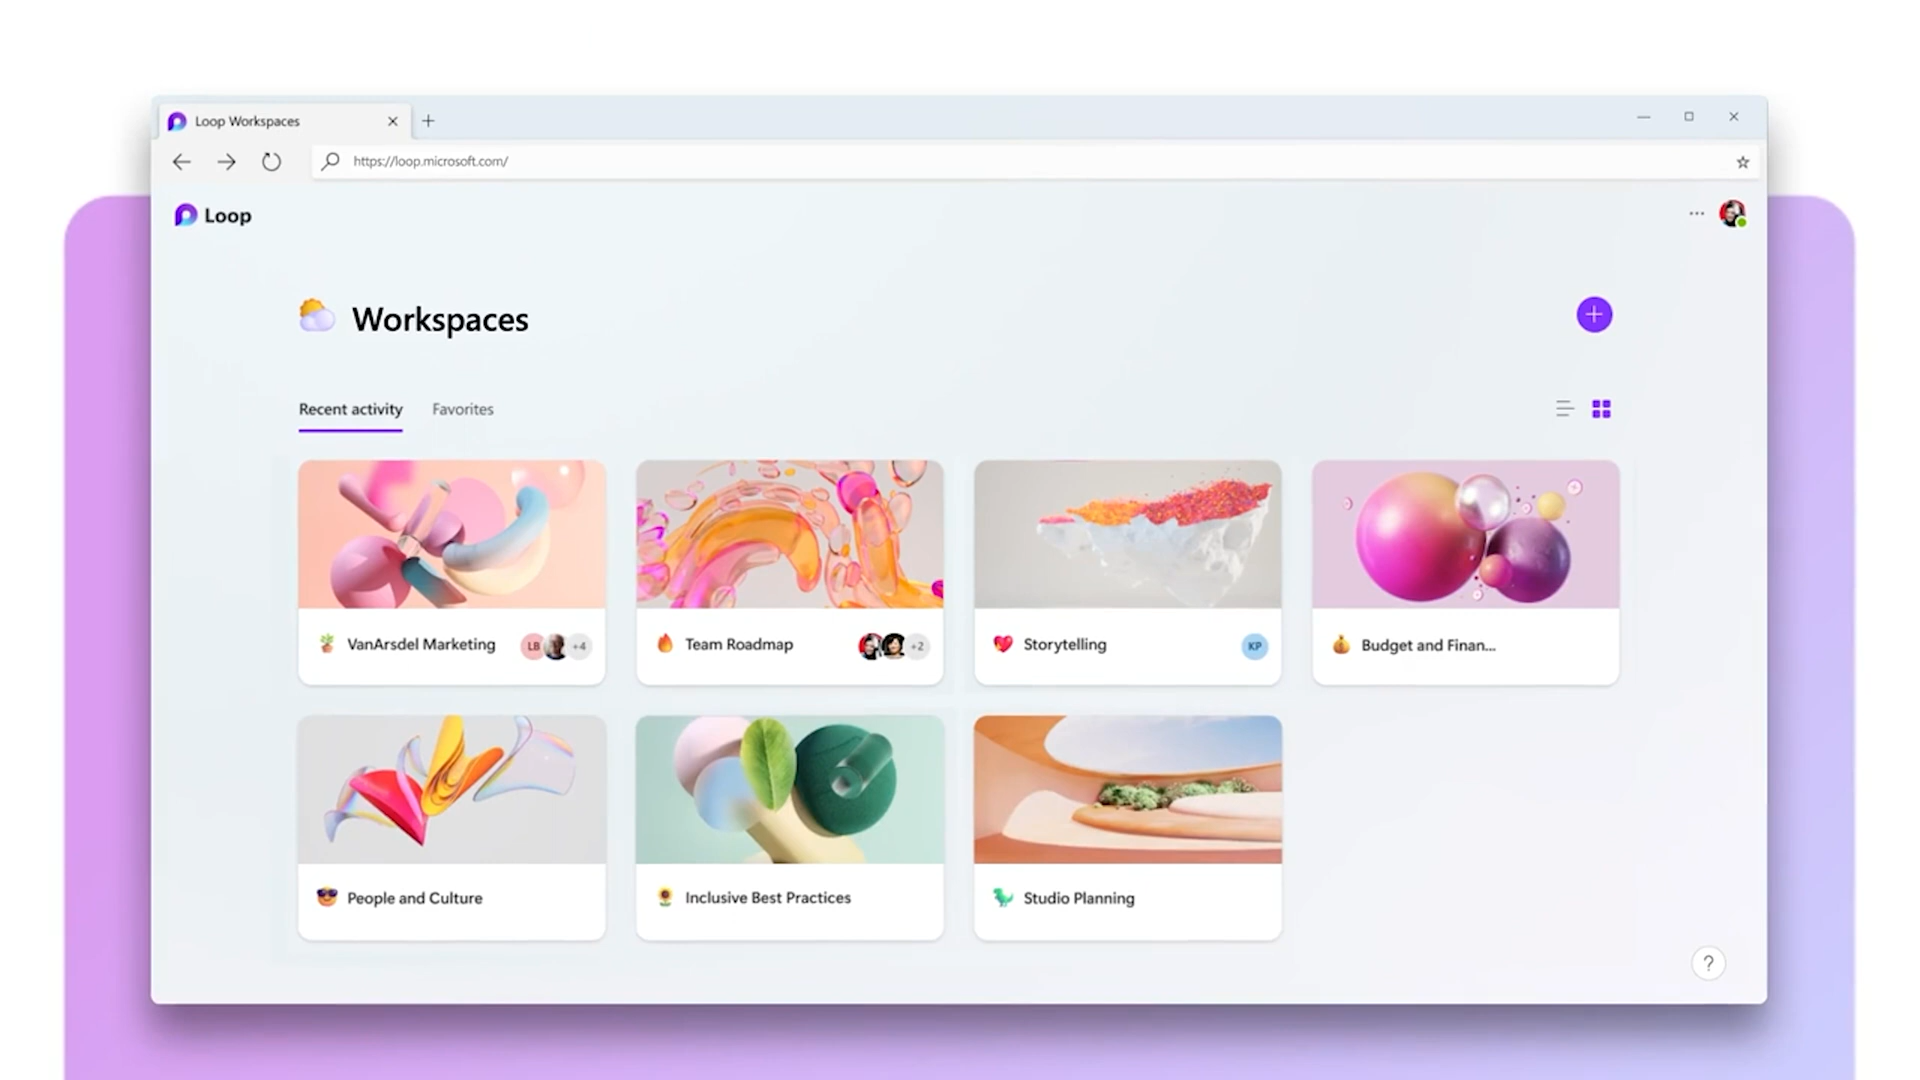 Loop Workspaces
https://loop.microsoft.com/
Loop
Workspaces
Recent activity Favorites
VanArsdel Marketing LB +4
Team Roadmap +2
Storytelling KP
Budget and Finan...
People and Culture
Inclusive Best Practices
Studio Planning
?